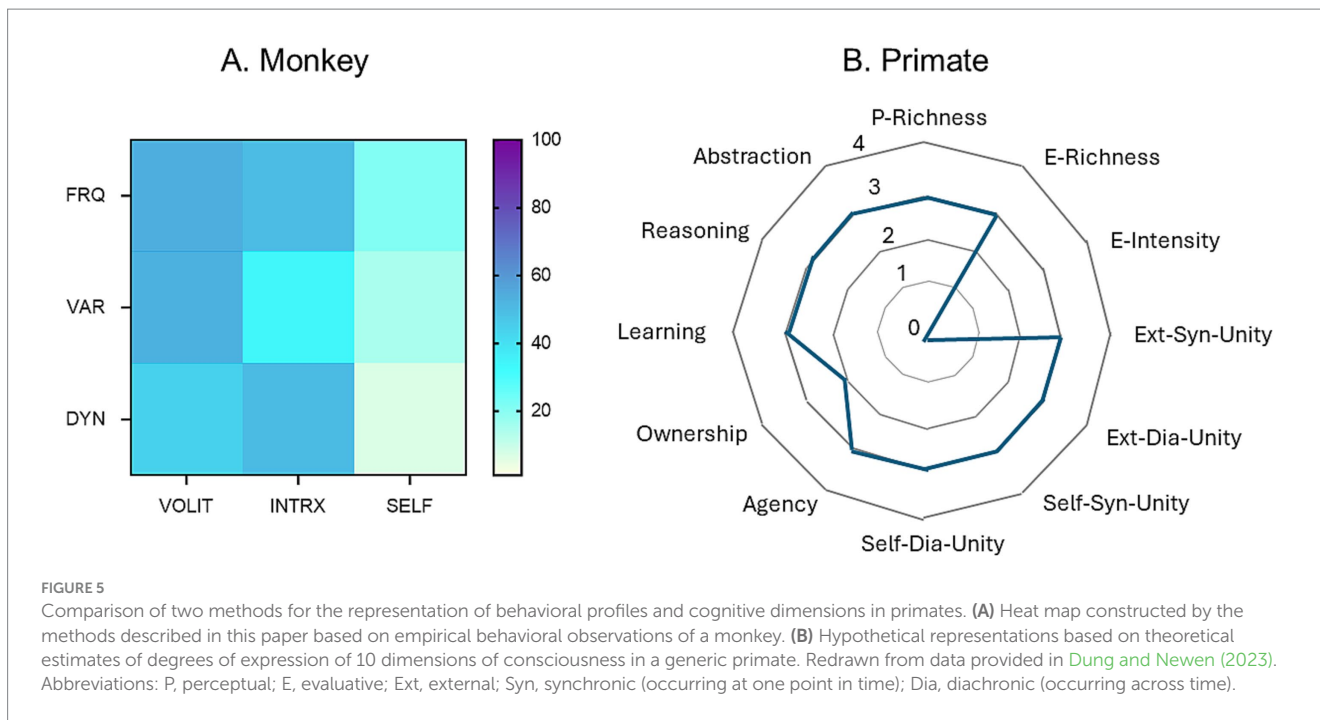 A. Monkey
FRQ
VAR
DYN
VOLIT
INTRX
SELF
100
80
60
40
20
B. Primate
P-Richness
E-Richness
E-Intensity
Ext-Syn-Unity
Ext-Dia-Unity
Self-Syn-Unity
Self-Dia-Unity
Agency
Ownership
Learning
Reasoning
Abstraction
4
3
2
1
0
FIGURE 5
Comparison of two methods for the representation of behavioral profiles and cognitive dimensions in primates. (A) Heat map constructed by the
methods described in this paper based on empirical behavioral observations of a monkey. (B) Hypothetical representations based on theoretical
estimates of degrees of expression of 10 dimensions of consciousness in a generic primate. Redrawn from data provided in Dung and Newen (2023).
Abbreviations: P, perceptual; E, evaluative; Ext, external; Syn, synchronic (occurring at one point in time); Dia, diachronic (occurring across time).